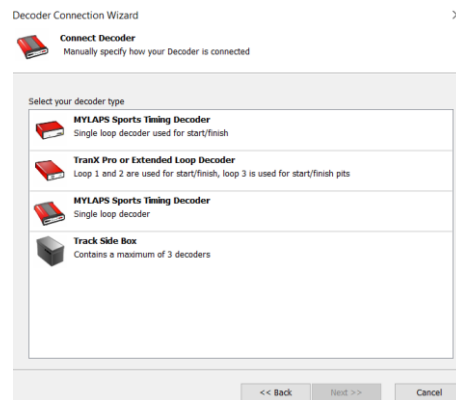 Decoder Connection Wizard
Connect Decoder
Manually specify how your Decoder is connected
Select your decoder type
MYLAPS Sports Timing Decoder
Single loop decoder used for start/finish
TranX Pro or Extended Loop Decoder
Loop 1 and 2 are used for start/finish, loop 3 is used for start/finish pits
MYLAPS Sports Timing Decoder
Single loop decoder
Track Side Box
Contains a maximum of 3 decoders
<< Back Next >> Cancel